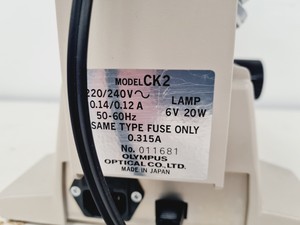 MODEL CK2
220/240V ~
0.14/0.12 A
50-60Hz
LAMP
6V 20W
SAME TYPE FUSE ONLY
0.315A
No. 011681
OLYMPUS
OPTICAL CO., LTD.
MADE IN JAPAN